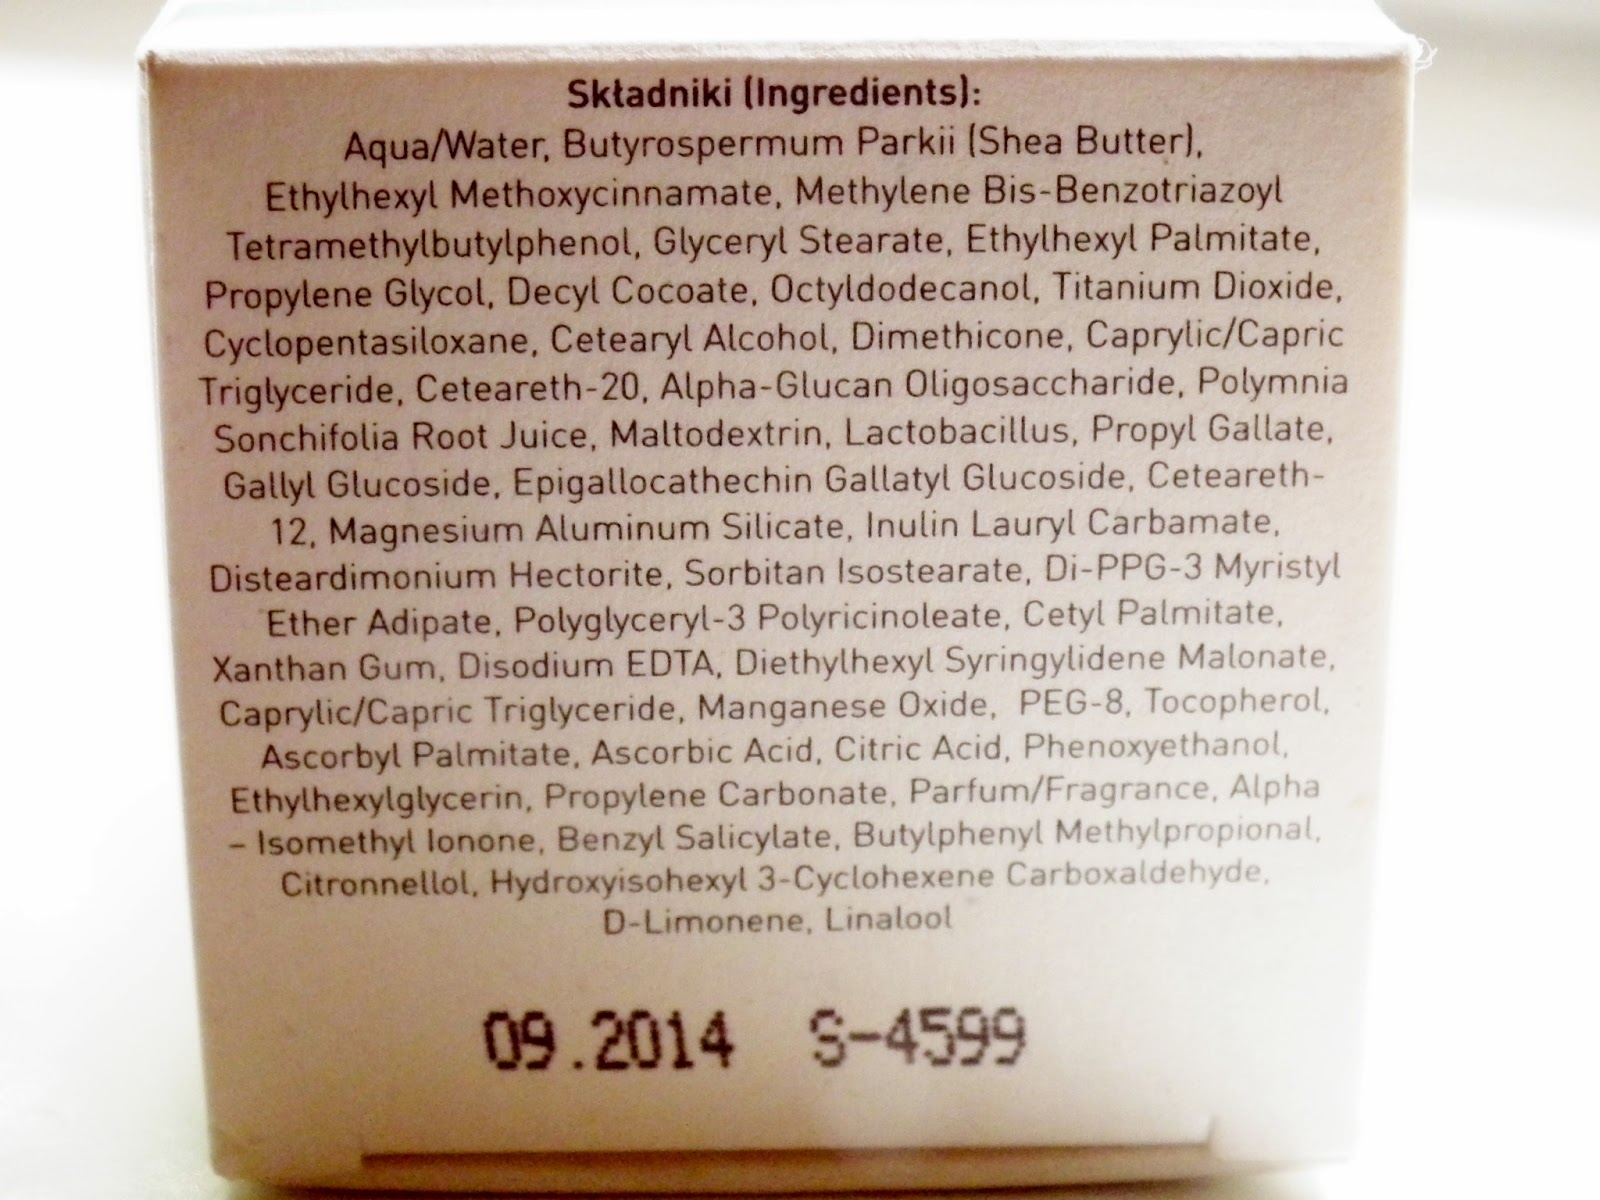 Składniki (Ingredients):
Aqua/Water, Butyrospermum Parkii (Shea Butter),
Ethylhexyl Methoxycinnamate, Methylene Bis-Benzotriazoyl
Tetramethylbutylphenol, Glyceryl Stearate, Ethylhexyl Palmitate,
Propylene Glycol, Decyl Cocoate, Octyldodecanol, Titanium Dioxide,
Cyclopentasiloxane, Cetearyl Alcohol, Dimethicone, Caprylic/Capric
Triglyceride, Ceteareth-20, Alpha-Glucan Oligosaccharide, Polymnia
Sonchifolia Root Juice, Maltodextrin, Lactobacillus, Propyl Gallate,
Gallyl Glucoside, Epigallocathechin Gallatyl Glucoside, Ceteareth-
12, Magnesium Aluminum Silicate, Inulin Lauryl Carbamate,
Disteardimonium Hectorite, Sorbitan Isostearate, Di-PPG-3 Myristyl
Ether Adipate, Polyglyceryl-3 Polyricinoleate, Cetyl Palmitate,
Xanthan Gum, Disodium EDTA, Diethylhexyl Syringylidene Malonate,
Caprylic/Capric Triglyceride, Manganese Oxide, PEG-8, Tocopherol,
Ascorbyl Palmitate, Ascorbic Acid, Citric Acid, Phenoxyethanol,
Ethylhexylglycerin, Propylene Carbonate, Parfum/Fragrance, Alpha
– Isomethyl Ionone, Benzyl Salicylate, Butylphenyl Methylpropional,
Citronnellol, Hydroxyisohexyl 3-Cyclohexene Carboxaldehyde,
D-Limonene, Linalool
09.2014 S-4599